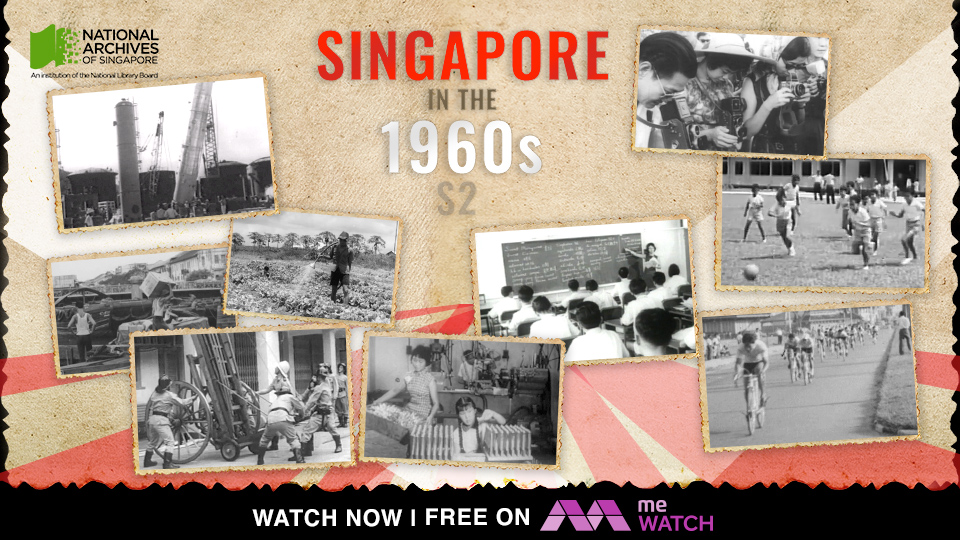 NATIONAL
ARCHIVES
OF SINGAPORE
An institution of the National Library Board
SINGAPORE
IN THE
1960s
S2
WATCH NOW | FREE ON
me
WATCH